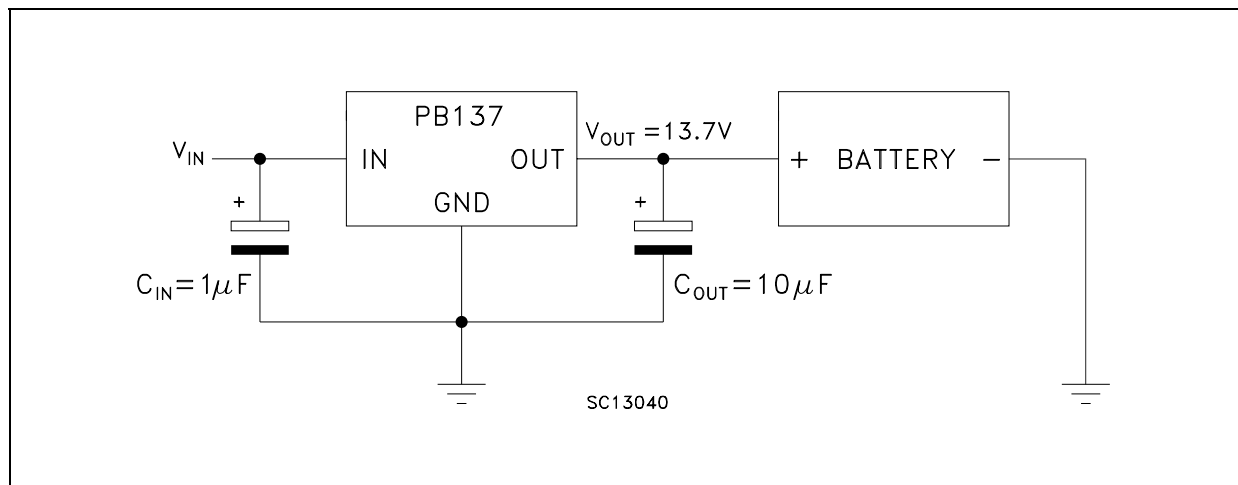 PB137
V_IN
IN
OUT
GND
V_OUT =13.7V
+
BATTERY
−
+
+
C_IN=1μF
C_OUT=10μF
SC13040